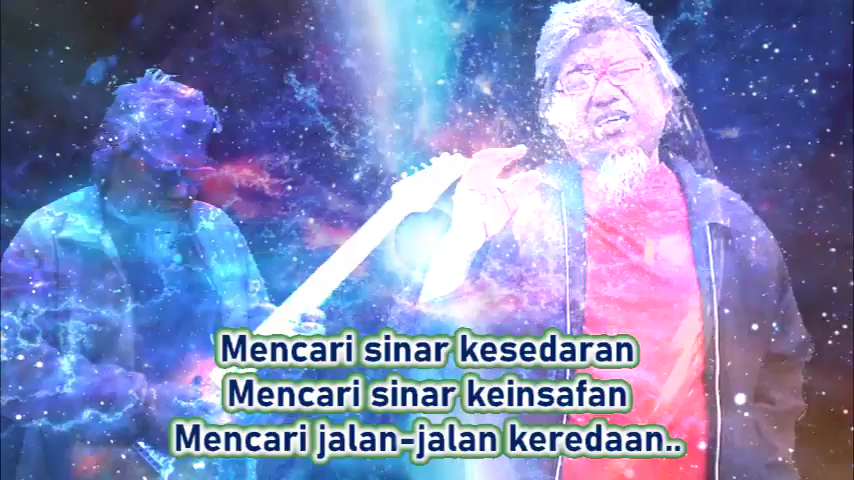 Mencari sinar kesedaran
Mencari sinar keinsafan
Mencari jalan-jalan keredaan..